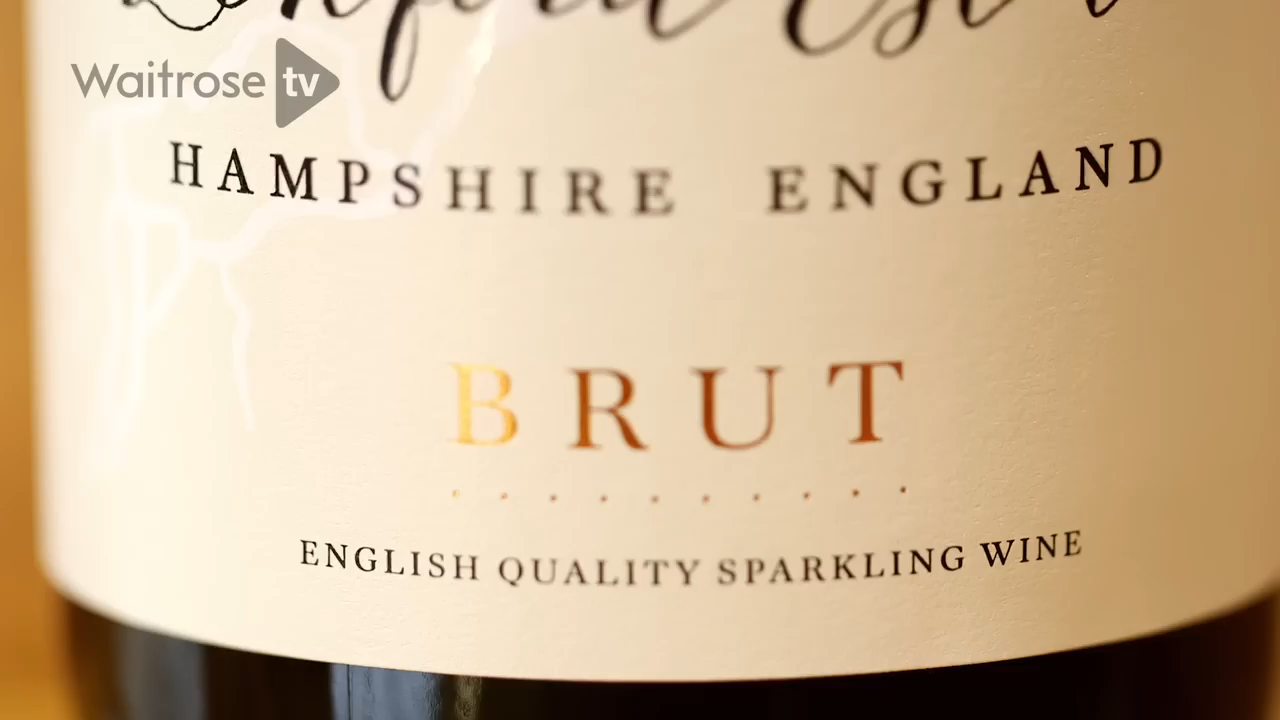 Waitrose tv
HAMPSHIRE ENGLAND
BRUT
ENGLISH QUALITY SPARKLING WINE